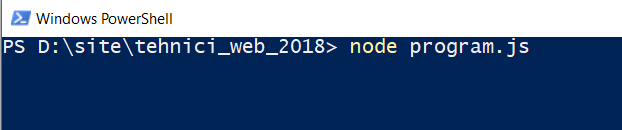 Windows PowerShell
PS D:\site\tehnici_web_2018> node program.js